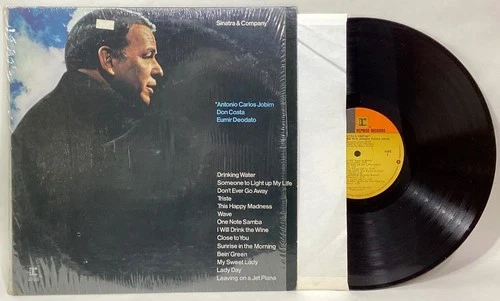 Sinatra & Company
*Antonio Carlos Jobim
Don Costa
Eumir Deodato
Drinking Water
Someone to Light up My Life
Don't Ever Go Away
Triste
This Happy Madness
Wave
One Note Samba
I Will Drink the Wine
Close to You
Sunrise in the Morning
Bein' Green
My Sweet Lady
Lady Day
Leaving on a Jet Plane
REPRISE RECORDS